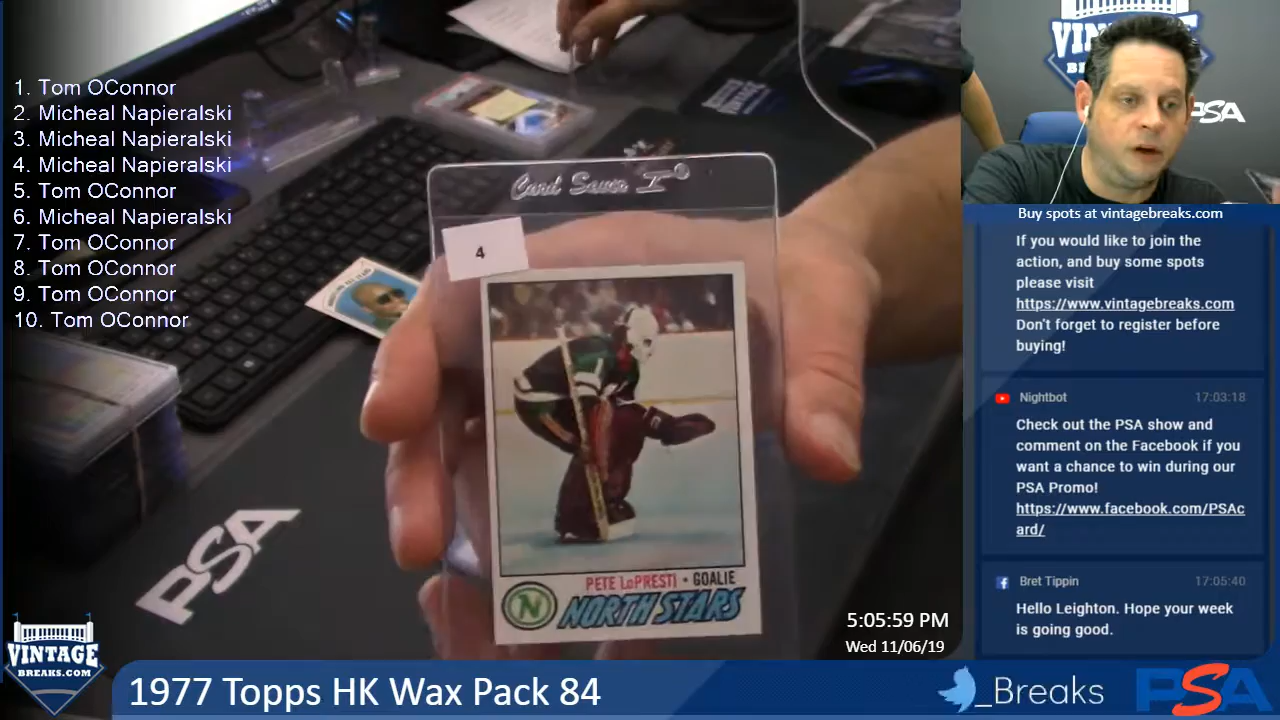 1. Tom OConnor
2. Micheal Napieralski
3. Micheal Napieralski
4. Micheal Napieralski
5. Tom OConnor
6. Micheal Napieralski
7. Tom OConnor
8. Tom OConnor
9. Tom OConnor
10. Tom OConnor
Card Saver I®
4
PETE LoPRESTI • GOALIE
N
NORTH STARS
PSA
VINTAGE
PSA
Buy spots at vintagebreaks.com
If you would like to join the
action, and buy some spots
please visit
https://www.vintagebreaks.com
Don't forget to register before
buying!
Nightbot 17:03:18
Check out the PSA show and
comment on the Facebook if you
want a chance to win during our
PSA Promo!
https://www.facebook.com/PSAc
ard/
Bret Tippin 17:05:40
Hello Leighton. Hope your week
is going good.
5:05:59 PM
Wed 11/06/19
VINTAGE
BREAKS.COM
1977 Topps HK Wax Pack 84
_Breaks
PSA